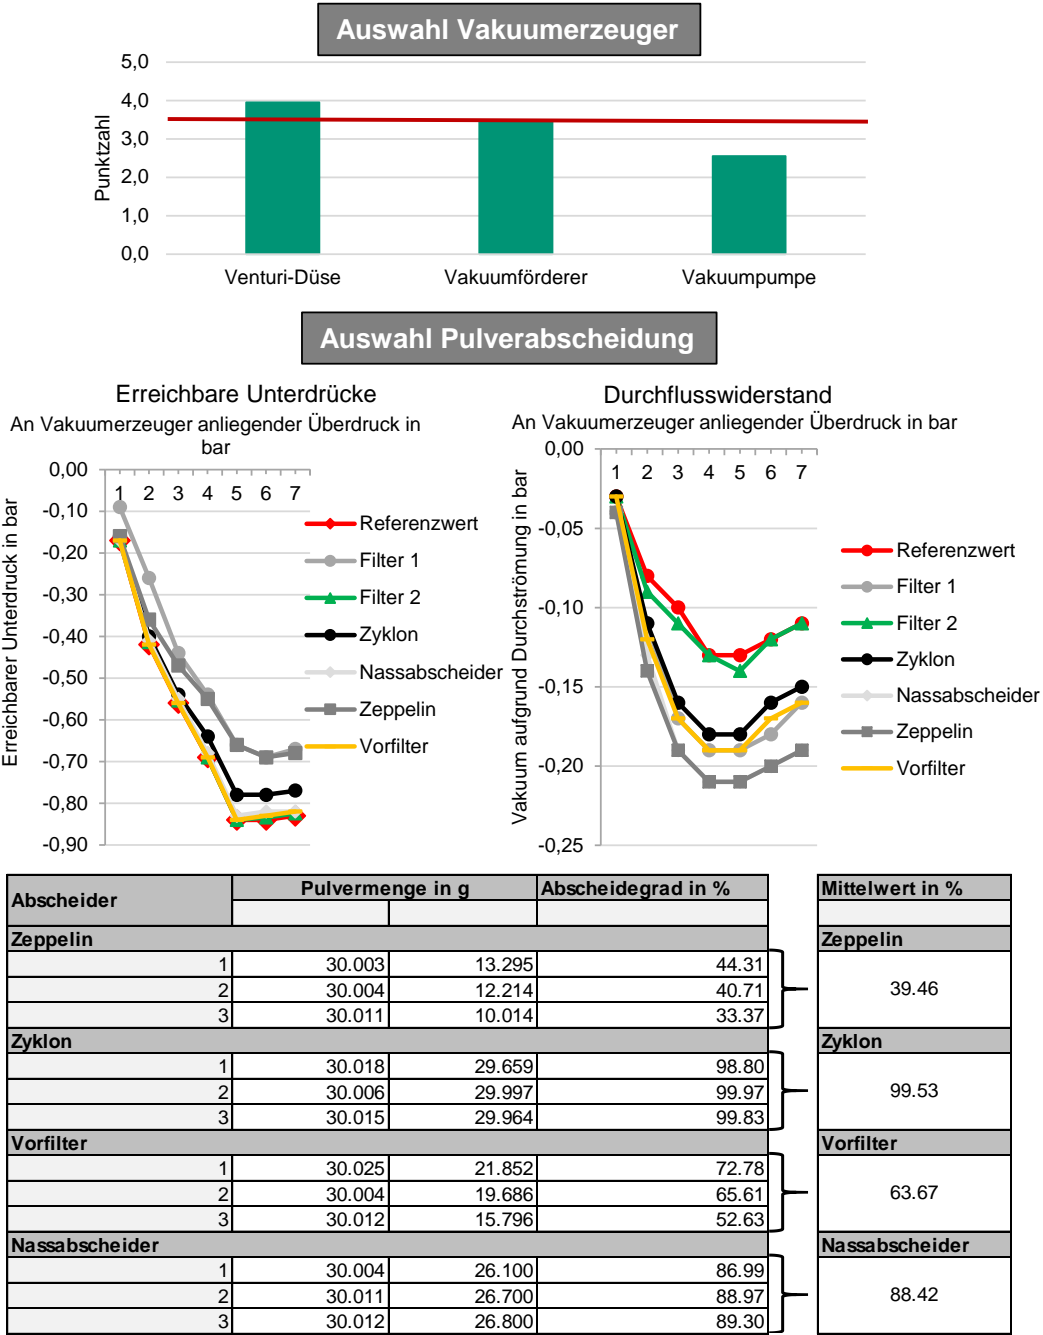 Auswahl Vakuumerzeuger
5,0
4,0
3,0
2,0
1,0
0,0
Punktzahl
Venturi-Düse
Vakuumförderer
Vakuumpumpe
Auswahl Pulverabscheidung
Erreichbare Unterdrücke
An Vakuumerzeuger anliegender Überdruck in
bar
0,00
-0,10
-0,20
-0,30
-0,40
-0,50
-0,60
-0,70
-0,80
-0,90
1 2 3 4 5 6 7
Erreichbarer Unterdruck in bar
Referenzwert
Filter 1
Filter 2
Zyklon
Nassabscheider
Zeppelin
Vorfilter
Durchflusswiderstand
An Vakuumerzeuger anliegender Überdruck in bar
0,00
-0,05
-0,10
-0,15
-0,20
-0,25
1 2 3 4 5 6 7
Vakuum aufgrund Durchströmung in bar
Referenzwert
Filter 1
Filter 2
Zyklon
Nassabscheider
Zeppelin
Vorfilter
Abscheider Pulvermenge in g Abscheidegrad in % Mittelwert in %
Zeppelin Zeppelin
1 30.003 13.295 44.31
2 30.004 12.214 40.71 39.46
3 30.011 10.014 33.37
Zyklon Zyklon
1 30.018 29.659 98.80
2 30.006 29.997 99.97 99.53
3 30.015 29.964 99.83
Vorfilter Vorfilter
1 30.025 21.852 72.78
2 30.004 19.686 65.61 63.67
3 30.012 15.796 52.63
Nassabscheider Nassabscheider
1 30.004 26.100 86.99
2 30.011 26.700 88.97 88.42
3 30.012 26.800 89.30